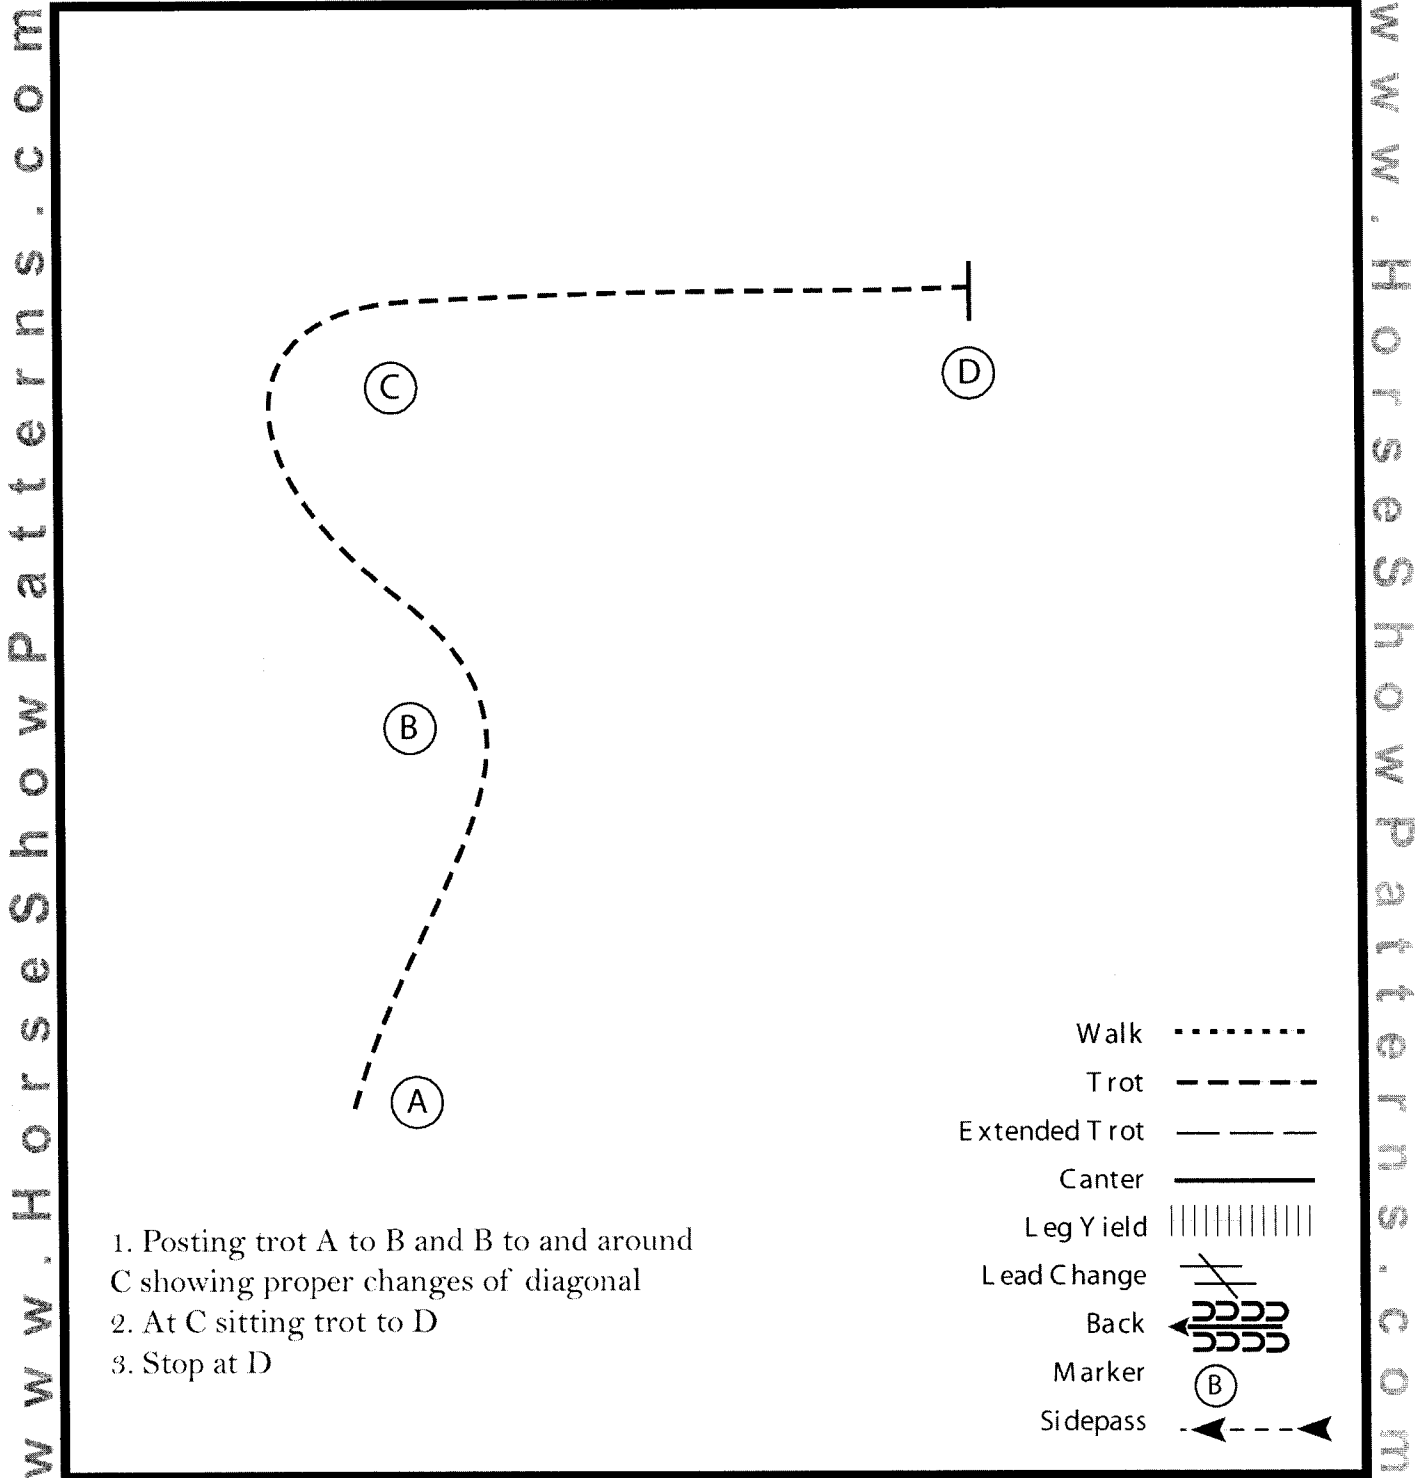 www.HorseShowPatterns.com
www.HorseShowPatterns.com
C
D
B
A
Walk
Trot
Extended Trot
Canter
Leg Yield
Lead Change
Back
Marker B
Sidepass
1. Posting trot A to B and B to and around
C showing proper changes of diagonal
2. At C sitting trot to D
3. Stop at D